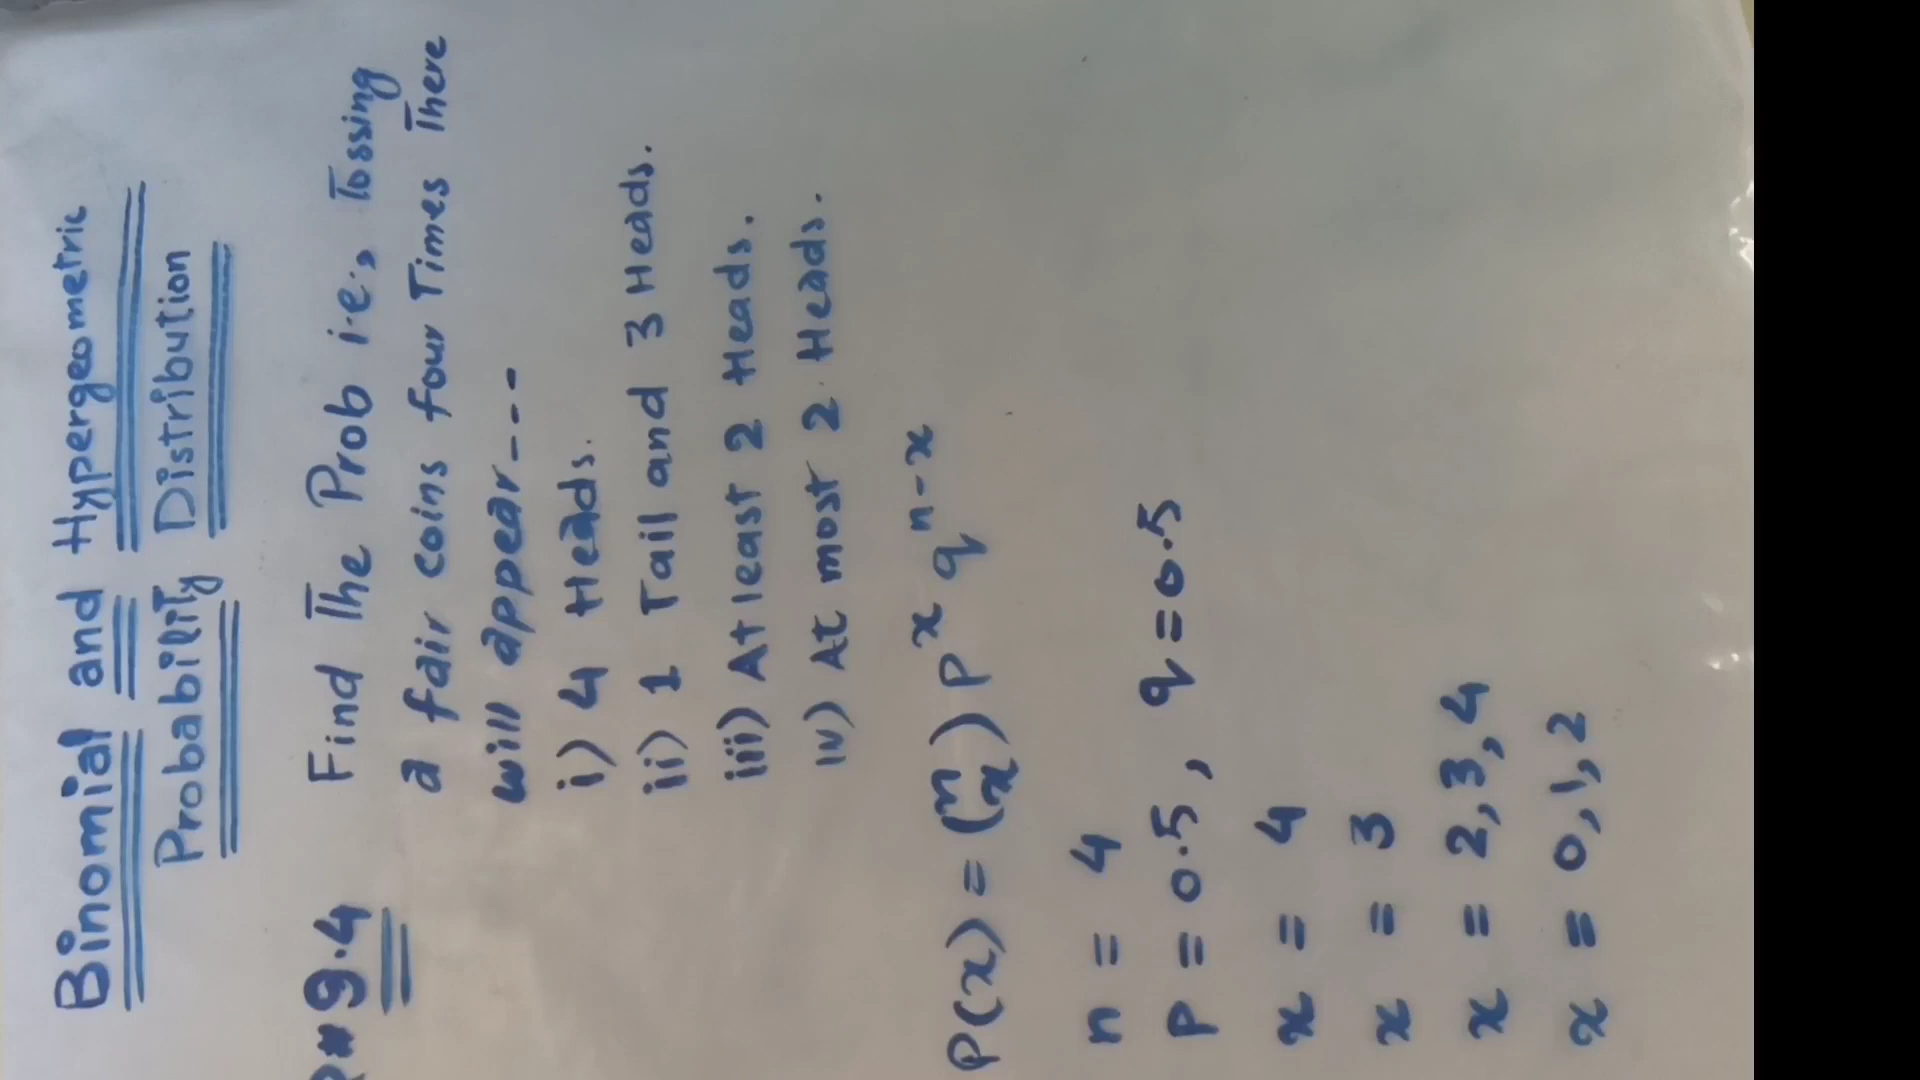 Binomial and Hypergeometric
Probability Distribution
9.4 Find The Prob i.e., Tossing
a fair coins four Times There
will appear----
i) 4 Heads.
ii) 1 Tail and 3 Heads.
iii) At least 2 Heads.
iv) At most 2 Heads.
P(x) = (n x) p^x q^n-x
n = 4
P = 0.5, q = 0.5
x = 4
x = 3
x = 2,3,4
x = 0,1,2